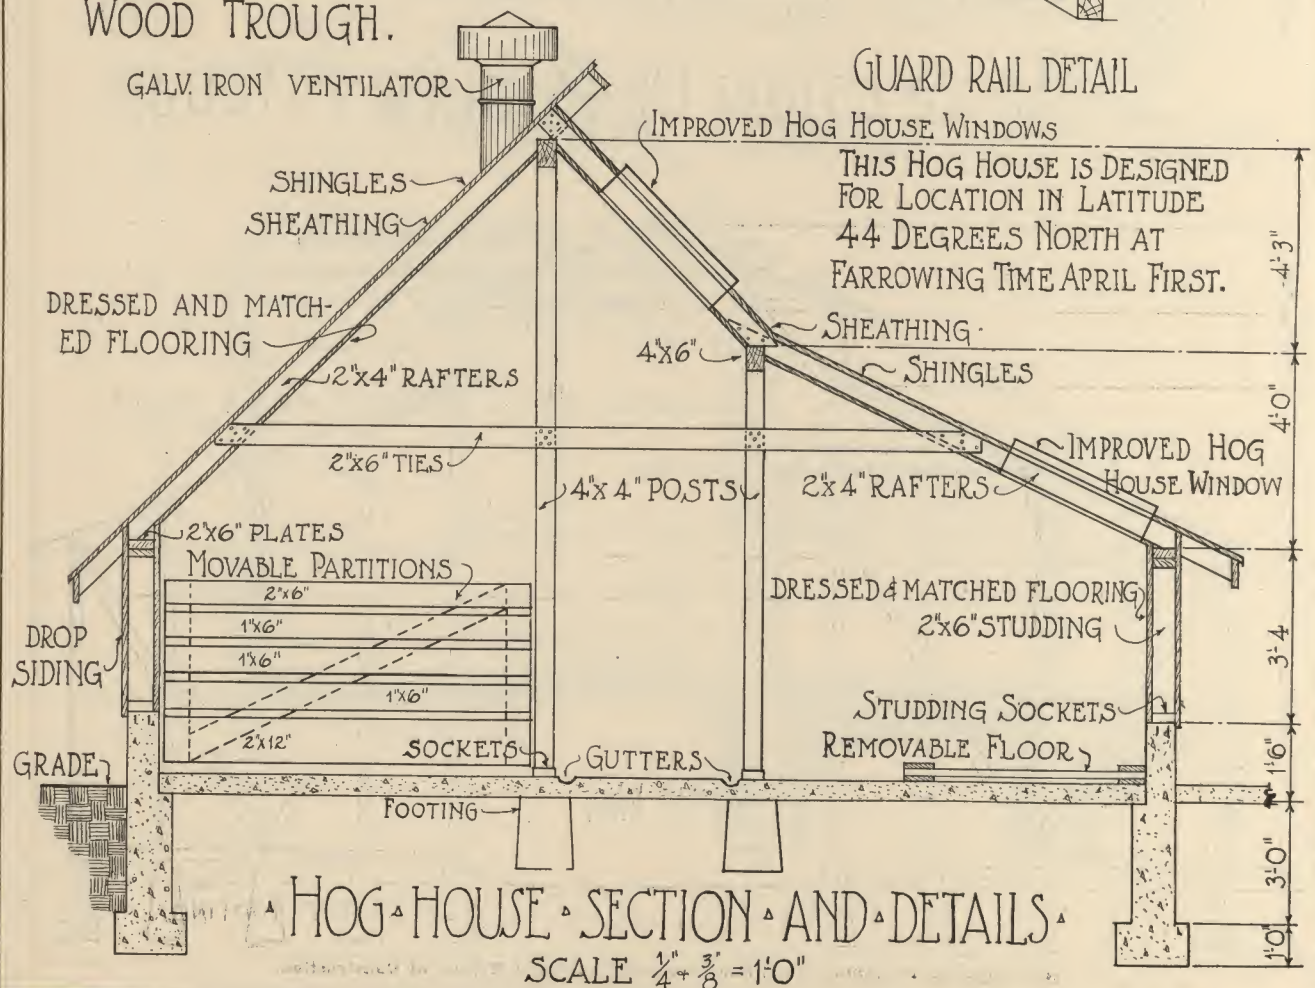 WOOD TROUGH.
GUARD RAIL DETAIL
GALV. IRON VENTILATOR
IMPROVED HOG HOUSE WINDOWS
THIS HOG HOUSE IS DESIGNED
FOR LOCATION IN LATITUDE
44 DEGREES NORTH AT
FARROWING TIME APRIL FIRST.
SHINGLES
SHEATHING
4'-3"
DRESSED AND MATCH-
ED FLOORING
SHEATHING
4"X6"
SHINGLES
2"X4" RAFTERS
4'-0"
2"X6" TIES
IMPROVED HOG
HOUSE WINDOW
4"X4" POSTS
2"X4" RAFTERS
2"X6" PLATES
MOVABLE PARTITIONS
2"X6"
1"X6"
1"X6"
1"X6"
2"X12"
DRESSED & MATCHED FLOORING
2"X6" STUDDING
DROP
SIDING
3'-4
STUDDING SOCKETS
SOCKETS
GUTTERS
REMOVABLE FLOOR
GRADE
1'-6"
FOOTING
3'-0"
HOG HOUSE SECTION AND DETAILS
1'-0"
SCALE 1/4" + 3/8" = 1'-0"